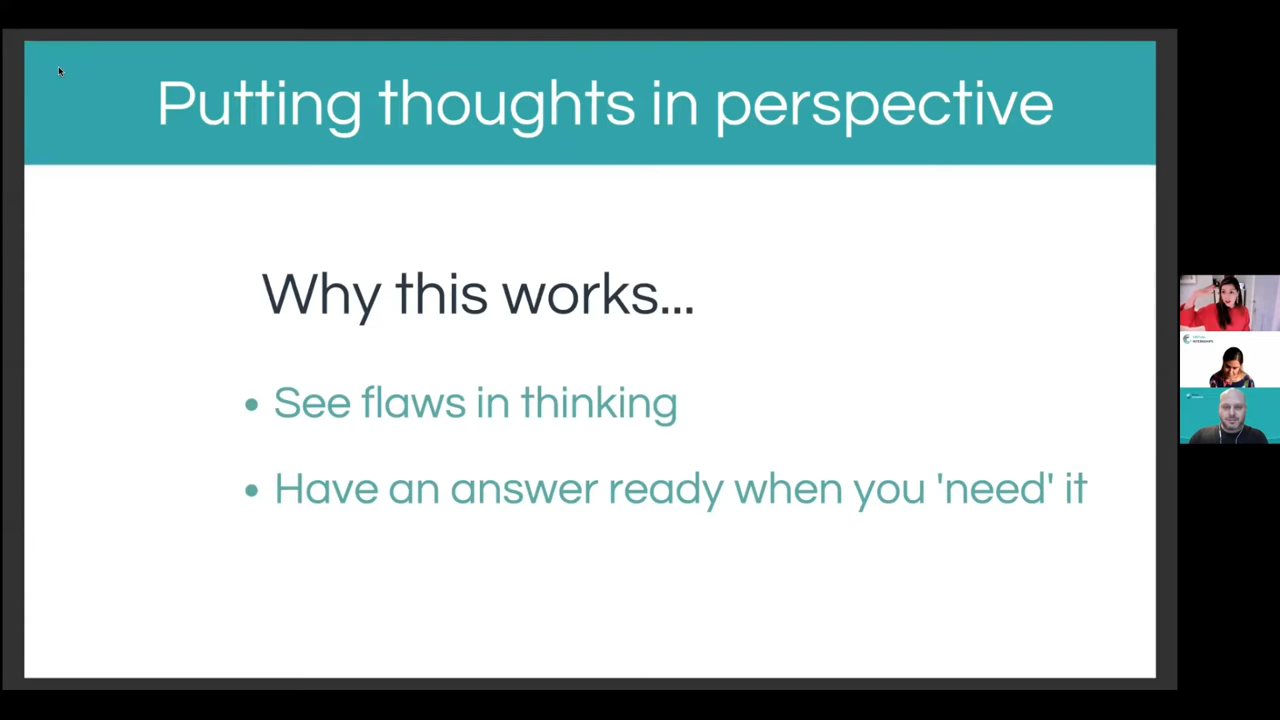 Putting thoughts in perspective
Why this works...
• See flaws in thinking
• Have an answer ready when you 'need' it
INTERNSHIPS